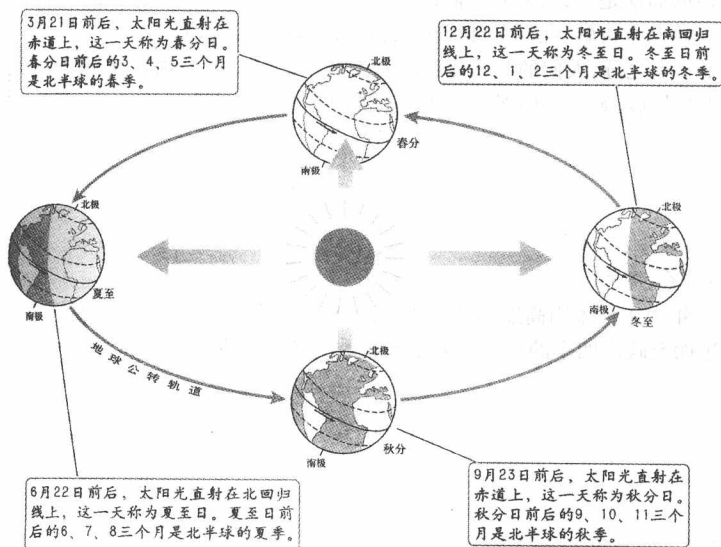 3月21日前后，太阳光直射在
赤道上，这一天称为春分日。
春分日前后的3、4、5三个月
是北半球的春季。
12月22日前后，太阳光直射在南回归
线上，这一天称为冬至日。冬至日前
后的12、1、2三个月是北半球的冬季。
北极
春分
南极
北极
夏至
南极
北极
南极
冬至
地球公转轨道
北极
秋分
南极
6月22日前后，太阳光直射在北回归
线上，这一天称为夏至日。夏至日前
后的6、7、8三个月是北半球的夏季。
9月23日前后，太阳光直射在
赤道上，这一天称为秋分日。
秋分日前后的9、10、11三个
月是北半球的秋季。